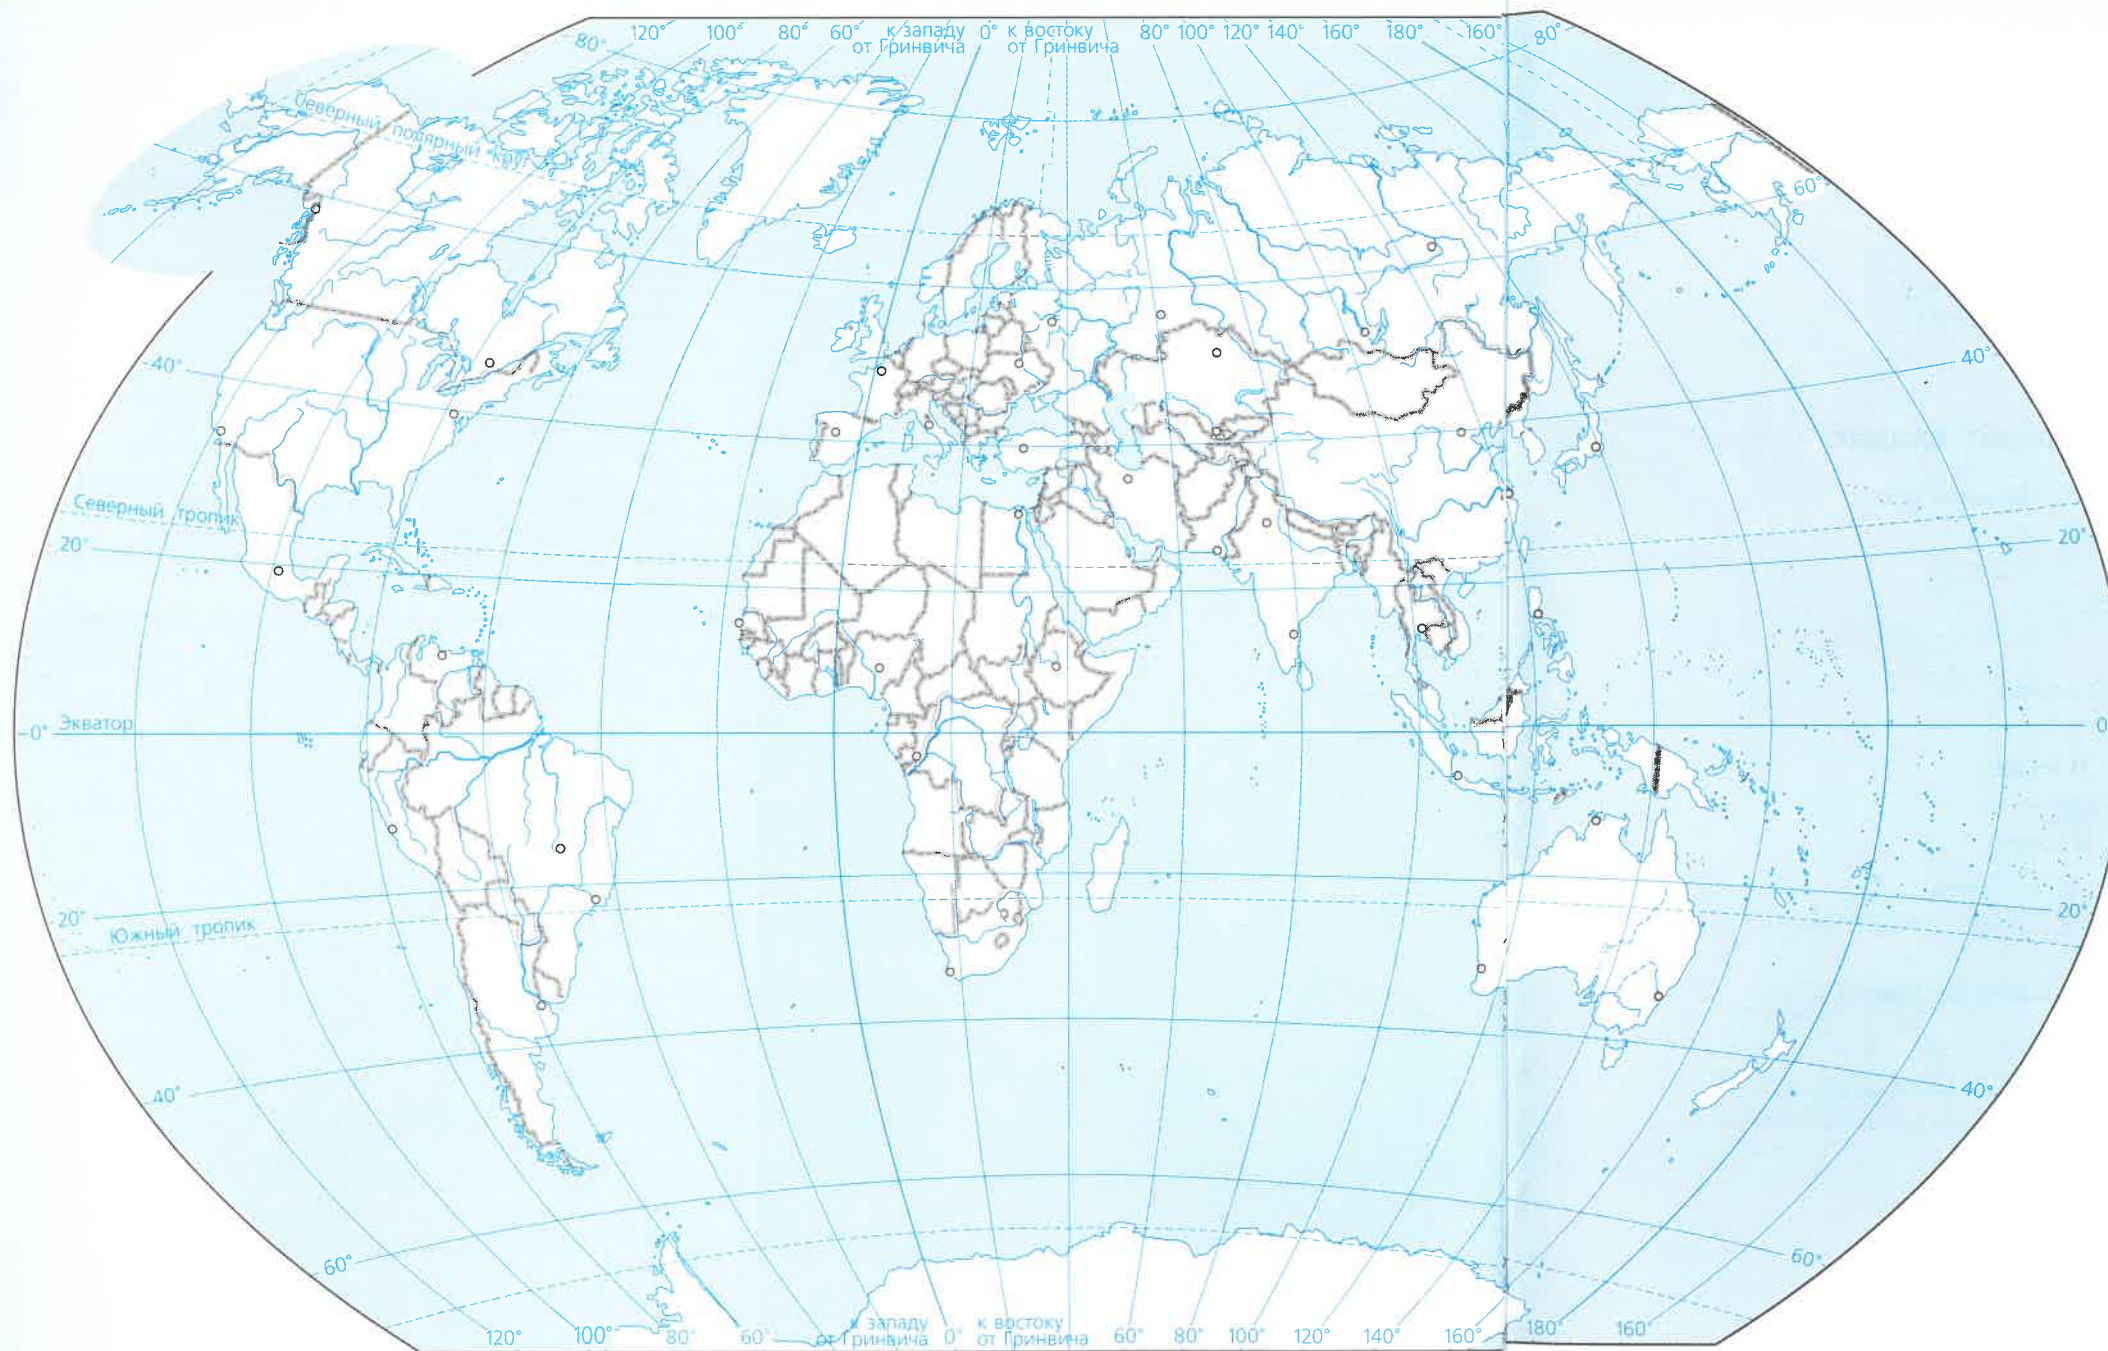 80° 120° 100° 80° 60° к западу от Гринвича 0° к востоку от Гринвича 80° 100° 120° 140° 160° 180° 160° 80°
Северный полярный круг
60°
40° 40°
Северный тропик
20° 20°
Экватор
0° 0
20° 20°
Южный тропик
40° 40°
60° 60°
120° 100° 80° 60° к западу от Гринвича 0° к востоку от Гринвича 60° 80° 100° 120° 140° 160° 180° 160°